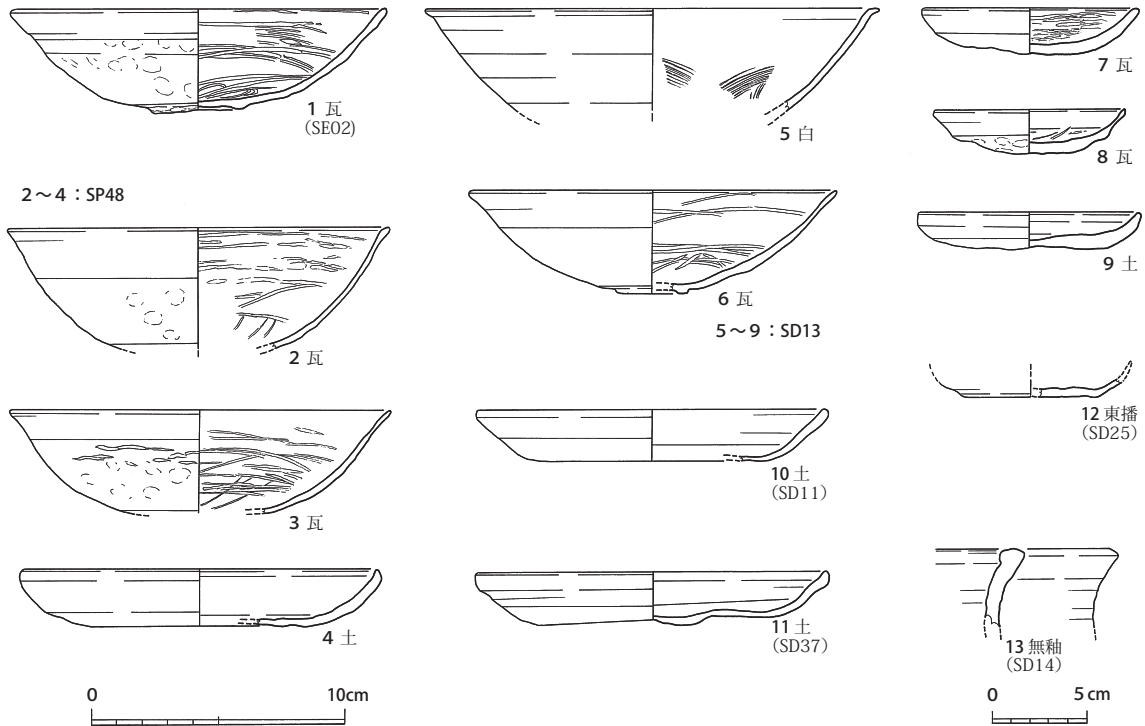 1 瓦
(SE02)
2～4：SP48
2 瓦
3 瓦
4 土
0 10cm
5 白
6 瓦
5～9：SD13
10 土
(SD11)
11 土
(SD37)
7 瓦
8 瓦
9 土
12 東播
(SD25)
13 無釉
(SD14)
0 5cm